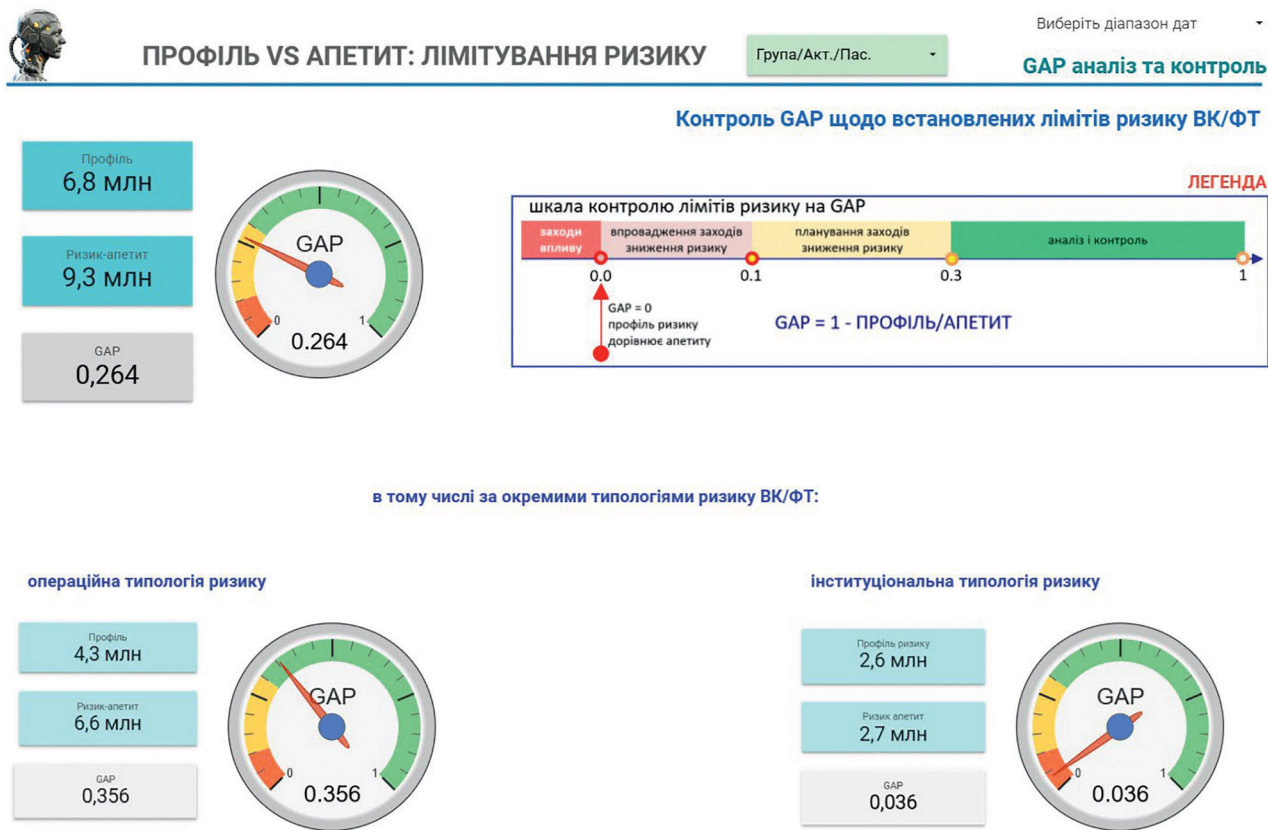 Виберіть діапазон дат
ПРОФІЛЬ VS АПЕТИТ: ЛІМІТУВАННЯ РИЗИКУ
Група/Акт./Пас.
GAP аналіз та контроль
Контроль GAP щодо встановлених лімітів ризику ВК/ФТ
Профіль
6,8 млн
Ризик-апетит
9,3 млн
GAP
0,264
GAP
0
1
0.264
ЛЕГЕНДА
шкала контролю лімітів ризику на GAP
заходи
впливу
впровадження заходів
зниження ризику
планування заходів
зниження ризику
аналіз і контроль
0.0
0.1
0.3
1
GAP = 0
профіль ризику
дорівнює апетиту
GAP = 1 - ПРОФІЛЬ/АПЕТИТ
в тому числі за окремими типологіями ризику ВК/ФТ:
операційна типологія ризику
Профіль
4,3 млн
Ризик-апетит
6,6 млн
GAP
0,356
GAP
0
1
0.356
інституціональна типологія ризику
Профіль ризику
2,6 млн
Ризик апетит
2,7 млн
GAP
0,036
GAP
0
1
0.036